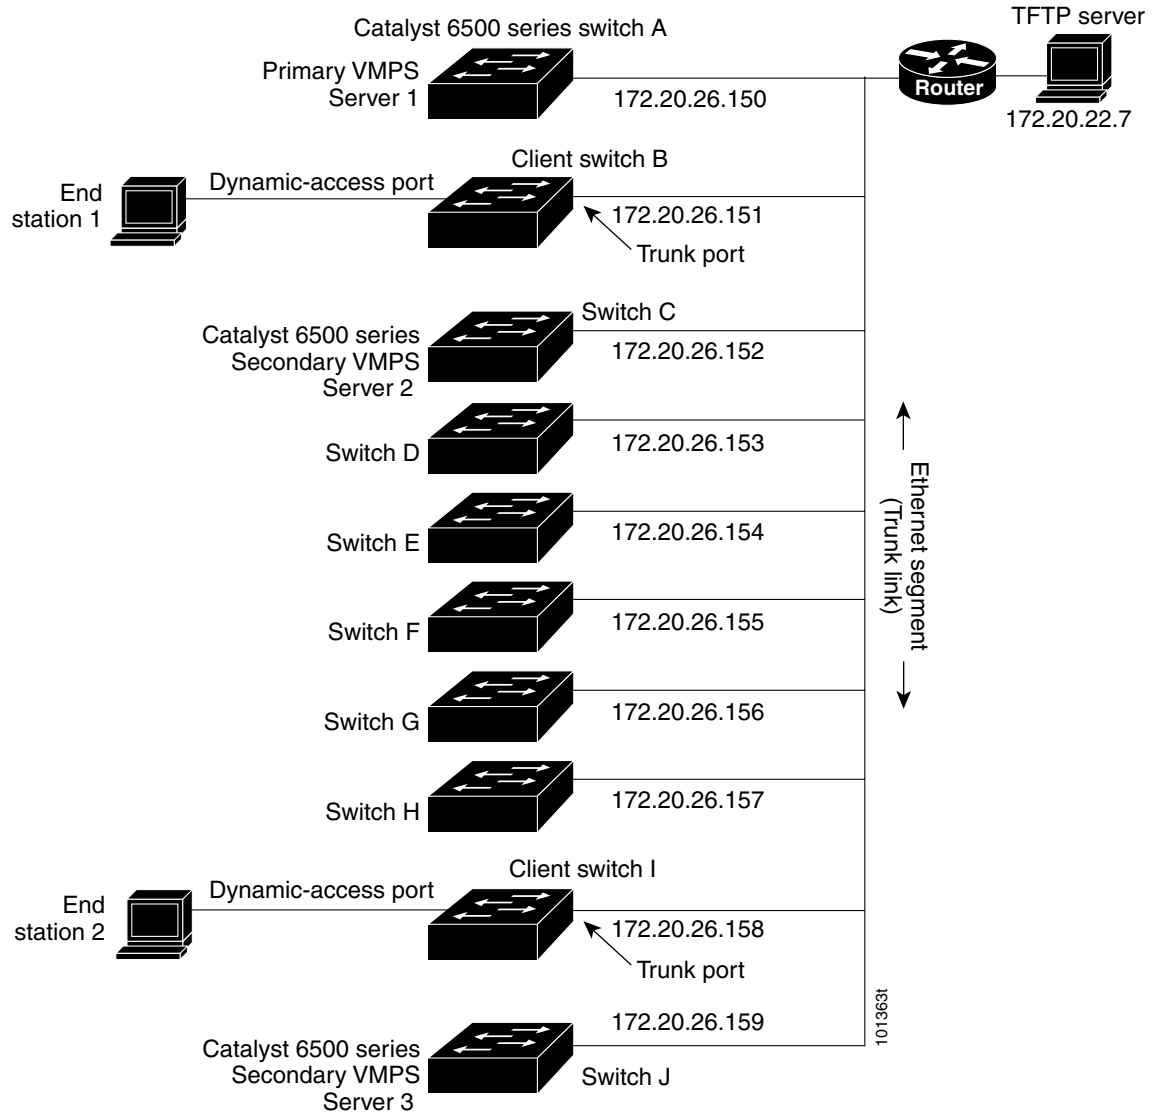 Catalyst 6500 series switch A
TFTP server
Primary VMPS
Server 1
Router
172.20.26.150
172.20.22.7
Client switch B
End
station 1
Dynamic-access port
172.20.26.151
Trunk port
Switch C
Catalyst 6500 series
Secondary VMPS
Server 2
172.20.26.152
Switch D
172.20.26.153
Ethernet segment
(Trunk link)
Switch E
172.20.26.154
Switch F
172.20.26.155
Switch G
172.20.26.156
Switch H
172.20.26.157
Client switch I
End
station 2
Dynamic-access port
172.20.26.158
Trunk port
101363t
172.20.26.159
Catalyst 6500 series
Secondary VMPS
Server 3
Switch J